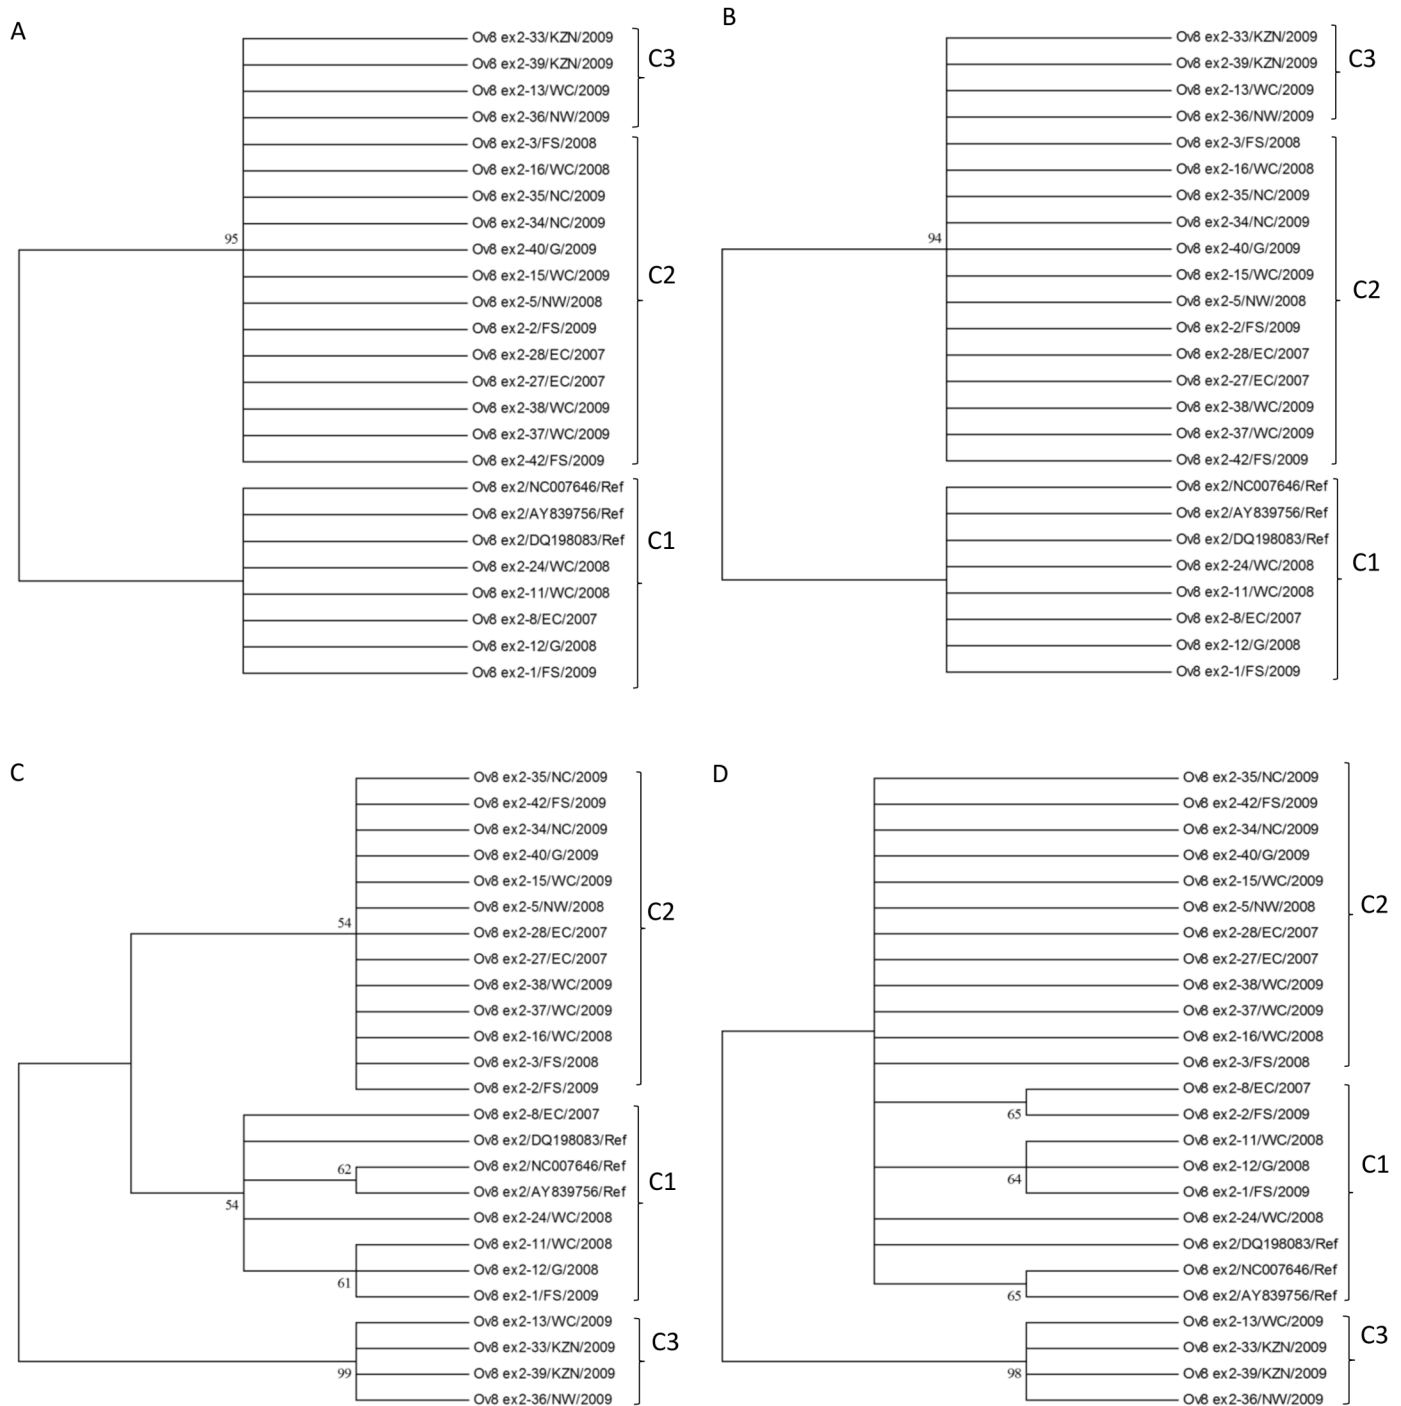 A
Ov8 ex2-33/KZN/2009
Ov8 ex2-39/KZN/2009
Ov8 ex2-13/WC/2009
Ov8 ex2-36/NW/2009
C3
Ov8 ex2-3/FS/2008
Ov8 ex2-16/WC/2008
Ov8 ex2-35/NC/2009
Ov8 ex2-34/NC/2009
95
Ov8 ex2-40/G/2009
Ov8 ex2-15/WC/2009
Ov8 ex2-5/NW/2008
Ov8 ex2-2/FS/2009
Ov8 ex2-28/EC/2007
Ov8 ex2-27/EC/2007
Ov8 ex2-38/WC/2009
Ov8 ex2-37/WC/2009
Ov8 ex2-42/FS/2009
C2
Ov8 ex2/NC007646/Ref
Ov8 ex2/AY839756/Ref
Ov8 ex2/DQ198083/Ref
Ov8 ex2-24/WC/2008
Ov8 ex2-11/WC/2008
Ov8 ex2-8/EC/2007
Ov8 ex2-12/G/2008
Ov8 ex2-1/FS/2009
C1
B
Ov8 ex2-33/KZN/2009
Ov8 ex2-39/KZN/2009
Ov8 ex2-13/WC/2009
Ov8 ex2-36/NW/2009
C3
Ov8 ex2-3/FS/2008
Ov8 ex2-16/WC/2008
Ov8 ex2-35/NC/2009
Ov8 ex2-34/NC/2009
94
Ov8 ex2-40/G/2009
Ov8 ex2-15/WC/2009
Ov8 ex2-5/NW/2008
Ov8 ex2-2/FS/2009
Ov8 ex2-28/EC/2007
Ov8 ex2-27/EC/2007
Ov8 ex2-38/WC/2009
Ov8 ex2-37/WC/2009
Ov8 ex2-42/FS/2009
C2
Ov8 ex2/NC007646/Ref
Ov8 ex2/AY839756/Ref
Ov8 ex2/DQ198083/Ref
Ov8 ex2-24/WC/2008
Ov8 ex2-11/WC/2008
Ov8 ex2-8/EC/2007
Ov8 ex2-12/G/2008
Ov8 ex2-1/FS/2009
C1
C
Ov8 ex2-35/NC/2009
Ov8 ex2-42/FS/2009
Ov8 ex2-34/NC/2009
Ov8 ex2-40/G/2009
Ov8 ex2-15/WC/2009
Ov8 ex2-5/NW/2008
54
Ov8 ex2-28/EC/2007
Ov8 ex2-27/EC/2007
Ov8 ex2-38/WC/2009
Ov8 ex2-37/WC/2009
Ov8 ex2-16/WC/2008
Ov8 ex2-3/FS/2008
Ov8 ex2-2/FS/2009
C2
Ov8 ex2-8/EC/2007
Ov8 ex2/DQ198083/Ref
62
Ov8 ex2/NC007646/Ref
Ov8 ex2/AY839756/Ref
54
Ov8 ex2-24/WC/2008
Ov8 ex2-11/WC/2008
Ov8 ex2-12/G/2008
61
Ov8 ex2-1/FS/2009
C1
Ov8 ex2-13/WC/2009
Ov8 ex2-33/KZN/2009
Ov8 ex2-39/KZN/2009
99
Ov8 ex2-36/NW/2009
C3
D
Ov8 ex2-35/NC/2009
Ov8 ex2-42/FS/2009
Ov8 ex2-34/NC/2009
Ov8 ex2-40/G/2009
Ov8 ex2-15/WC/2009
Ov8 ex2-5/NW/2008
Ov8 ex2-28/EC/2007
Ov8 ex2-27/EC/2007
Ov8 ex2-38/WC/2009
Ov8 ex2-37/WC/2009
Ov8 ex2-16/WC/2008
Ov8 ex2-3/FS/2008
C2
Ov8 ex2-8/EC/2007
65
Ov8 ex2-2/FS/2009
Ov8 ex2-11/WC/2008
Ov8 ex2-12/G/2008
64
Ov8 ex2-1/FS/2009
Ov8 ex2-24/WC/2008
Ov8 ex2/DQ198083/Ref
Ov8 ex2/NC007646/Ref
65
Ov8 ex2/AY839756/Ref
C1
Ov8 ex2-13/WC/2009
Ov8 ex2-33/KZN/2009
Ov8 ex2-39/KZN/2009
98
Ov8 ex2-36/NW/2009
C3